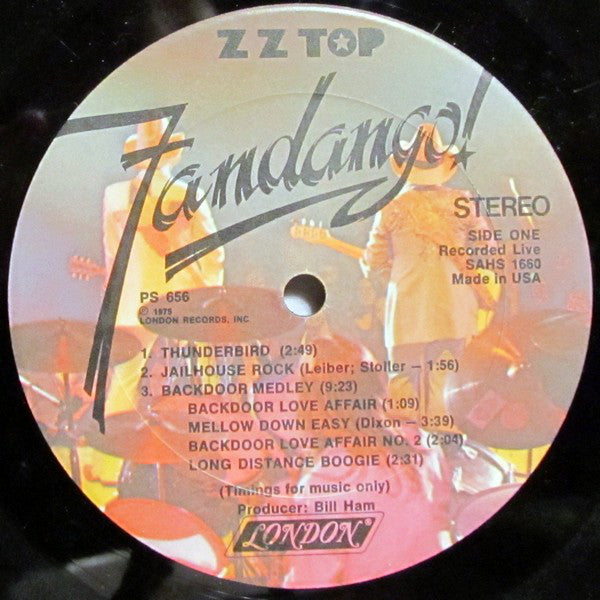 ZZ TOP
Fandango!
STEREO
SIDE ONE
Recorded Live
SAHS 1660
Made in USA
PS 656
© 1975
LONDON RECORDS, INC
1. THUNDERBIRD (2:49)
2. JAILHOUSE ROCK (Leiber; Stoller – 1:56)
3. BACKDOOR MEDLEY (9:23)
BACKDOOR LOVE AFFAIR (1:09)
MELLOW DOWN EASY (Dixon – 3:39)
BACKDOOR LOVE AFFAIR NO. 2 (2:04)
LONG DISTANCE BOOGIE (2:31)
(Timings for music only)
Producer: Bill Ham
LONDON®